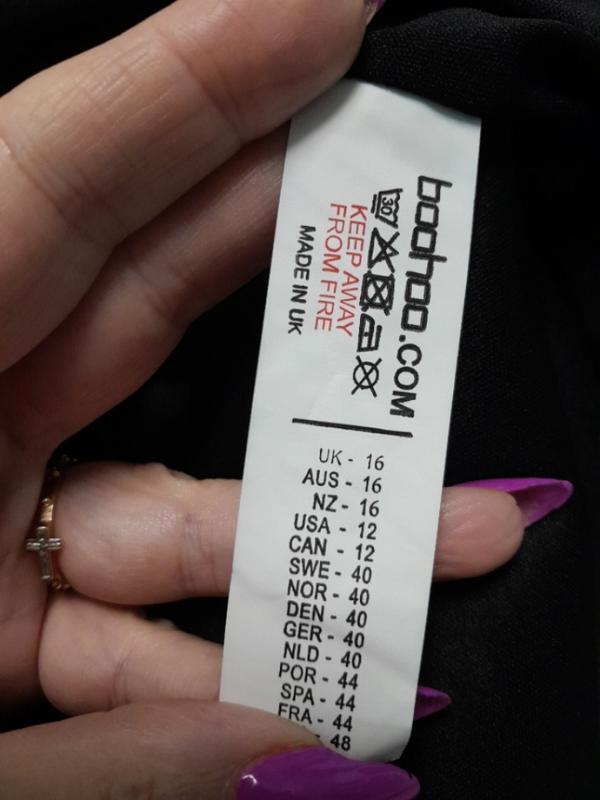 boohoo.COM
30
KEEP AWAY
FROM FIRE
MADE IN UK
UK - 16
AUS - 16
NZ - 16
USA - 12
CAN - 12
SWE - 40
NOR - 40
DEN - 40
GER - 40
NLD - 40
POR - 44
SPA - 44
FRA - 44
- 48